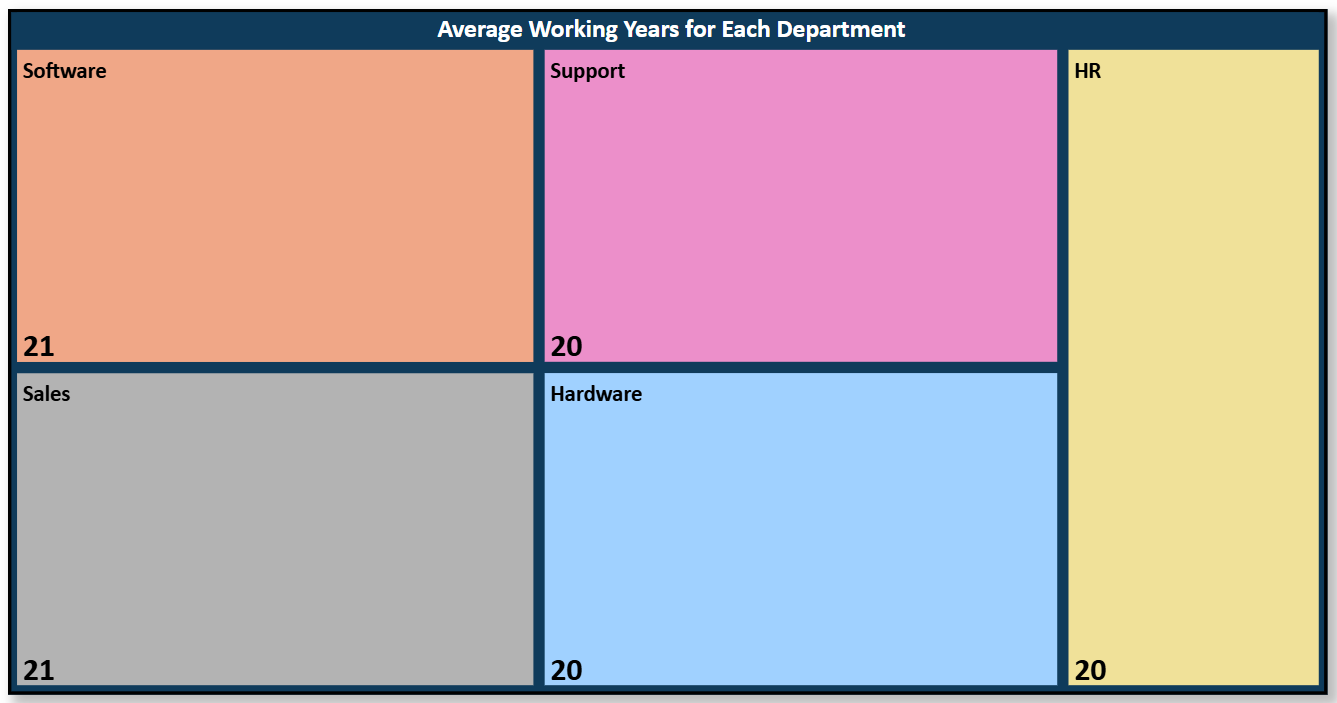 Average Working Years for Each Department
Software
21
Support
20
HR
20
Sales
21
Hardware
20